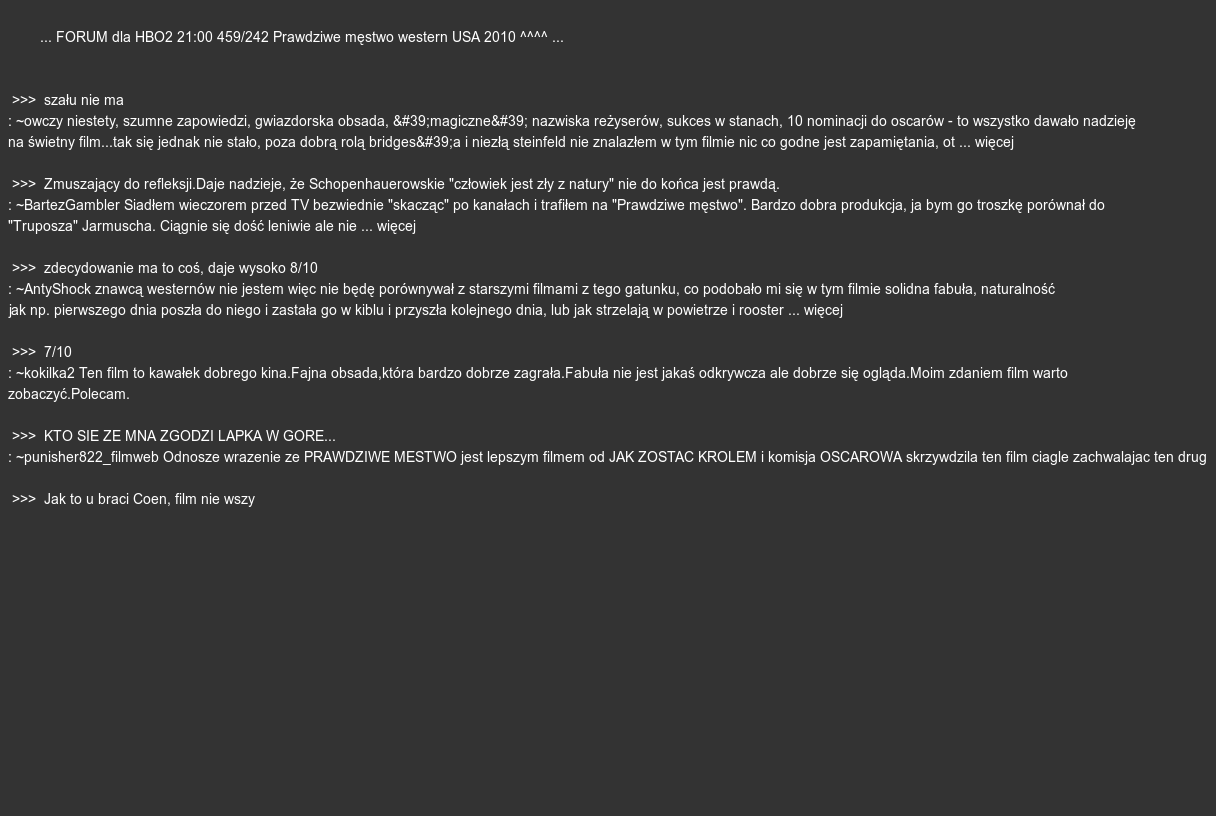 ... FORUM dla HBO2 21:00 459/242 Prawdziwe męstwo western USA 2010 ^^^^ ...
>>> szału nie ma
: ~owczy niestety, szumne zapowiedzi, gwiazdorska obsada, &#39;magiczne&#39; nazwiska reżyserów, sukces w stanach, 10 nominacji do oscarów - to wszystko dawało nadzieję
na świetny film...tak się jednak nie stało, poza dobrą rolą bridges&#39;a i niezłą steinfeld nie znalazłem w tym filmie nic co godne jest zapamiętania, ot ... więcej
>>> Zmuszający do refleksji.Daje nadzieje, że Schopenhauerowskie "człowiek jest zły z natury" nie do końca jest prawdą.
: ~BartezGambler Siadłem wieczorem przed TV bezwiednie "skacząc" po kanałach i trafiłem na "Prawdziwe męstwo". Bardzo dobra produkcja, ja bym go troszkę porównał do
"Truposza" Jarmuscha. Ciągnie się dość leniwie ale nie ... więcej
>>> zdecydowanie ma to coś, daje wysoko 8/10
: ~AntyShock znawcą westernów nie jestem więc nie będę porównywał z starszymi filmami z tego gatunku, co podobało mi się w tym filmie solidna fabuła, naturalność
jak np. pierwszego dnia poszła do niego i zastała go w kiblu i przyszła kolejnego dnia, lub jak strzelają w powietrze i rooster ... więcej
>>> 7/10
: ~kokilka2 Ten film to kawałek dobrego kina.Fajna obsada,która bardzo dobrze zagrała.Fabuła nie jest jakaś odkrywcza ale dobrze się ogląda.Moim zdaniem film warto
zobaczyć.Polecam.
>>> KTO SIE ZE MNA ZGODZI LAPKA W GORE...
: ~punisher822_filmweb Odnosze wrazenie ze PRAWDZIWE MESTWO jest lepszym filmem od JAK ZOSTAC KROLEM i komisja OSCAROWA skrzywdzila ten film ciagle zachwalajac ten drug
>>> Jak to u braci Coen, film nie wszy